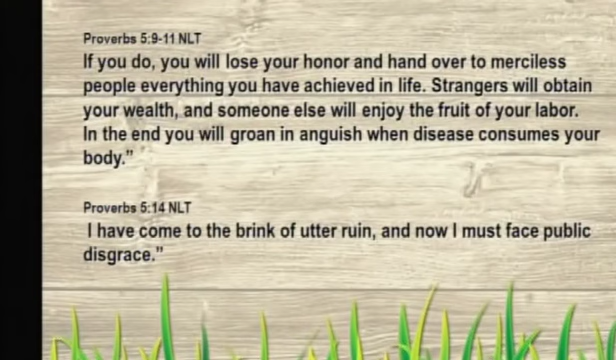 Proverbs 5:9-11 NLT
If you do, you will lose your honor and hand over to merciless
people everything you have achieved in life. Strangers will obtain
your wealth, and someone else will enjoy the fruit of your labor.
In the end you will groan in anguish when disease consumes your
body.”
Proverbs 5:14 NLT
I have come to the brink of utter ruin, and now I must face public
disgrace.”